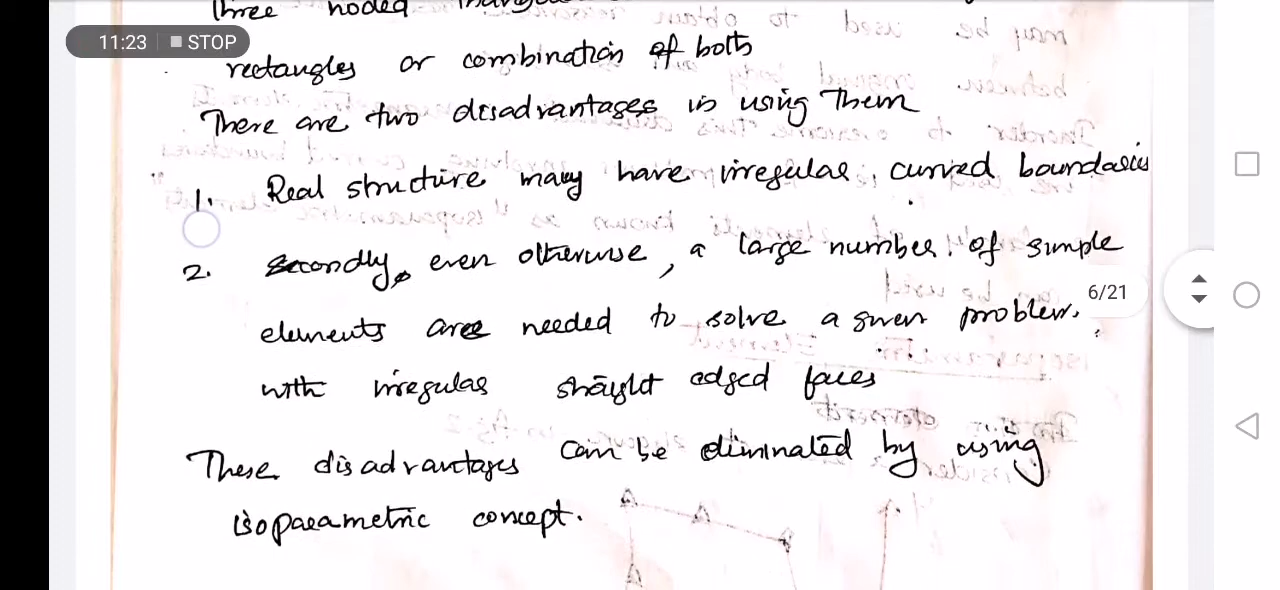 three noded
11:23 STOP
rectangles or combination of both
There are two disadvantages in using them
1. Real structure may have irregular, curved boundaries
2. secondly, even otherwise, a large number of simple
6/21
elements are needed to solve a given problem.
with irregular straight edged faces
These disadvantages can be eliminated by using
isoparametric concept.